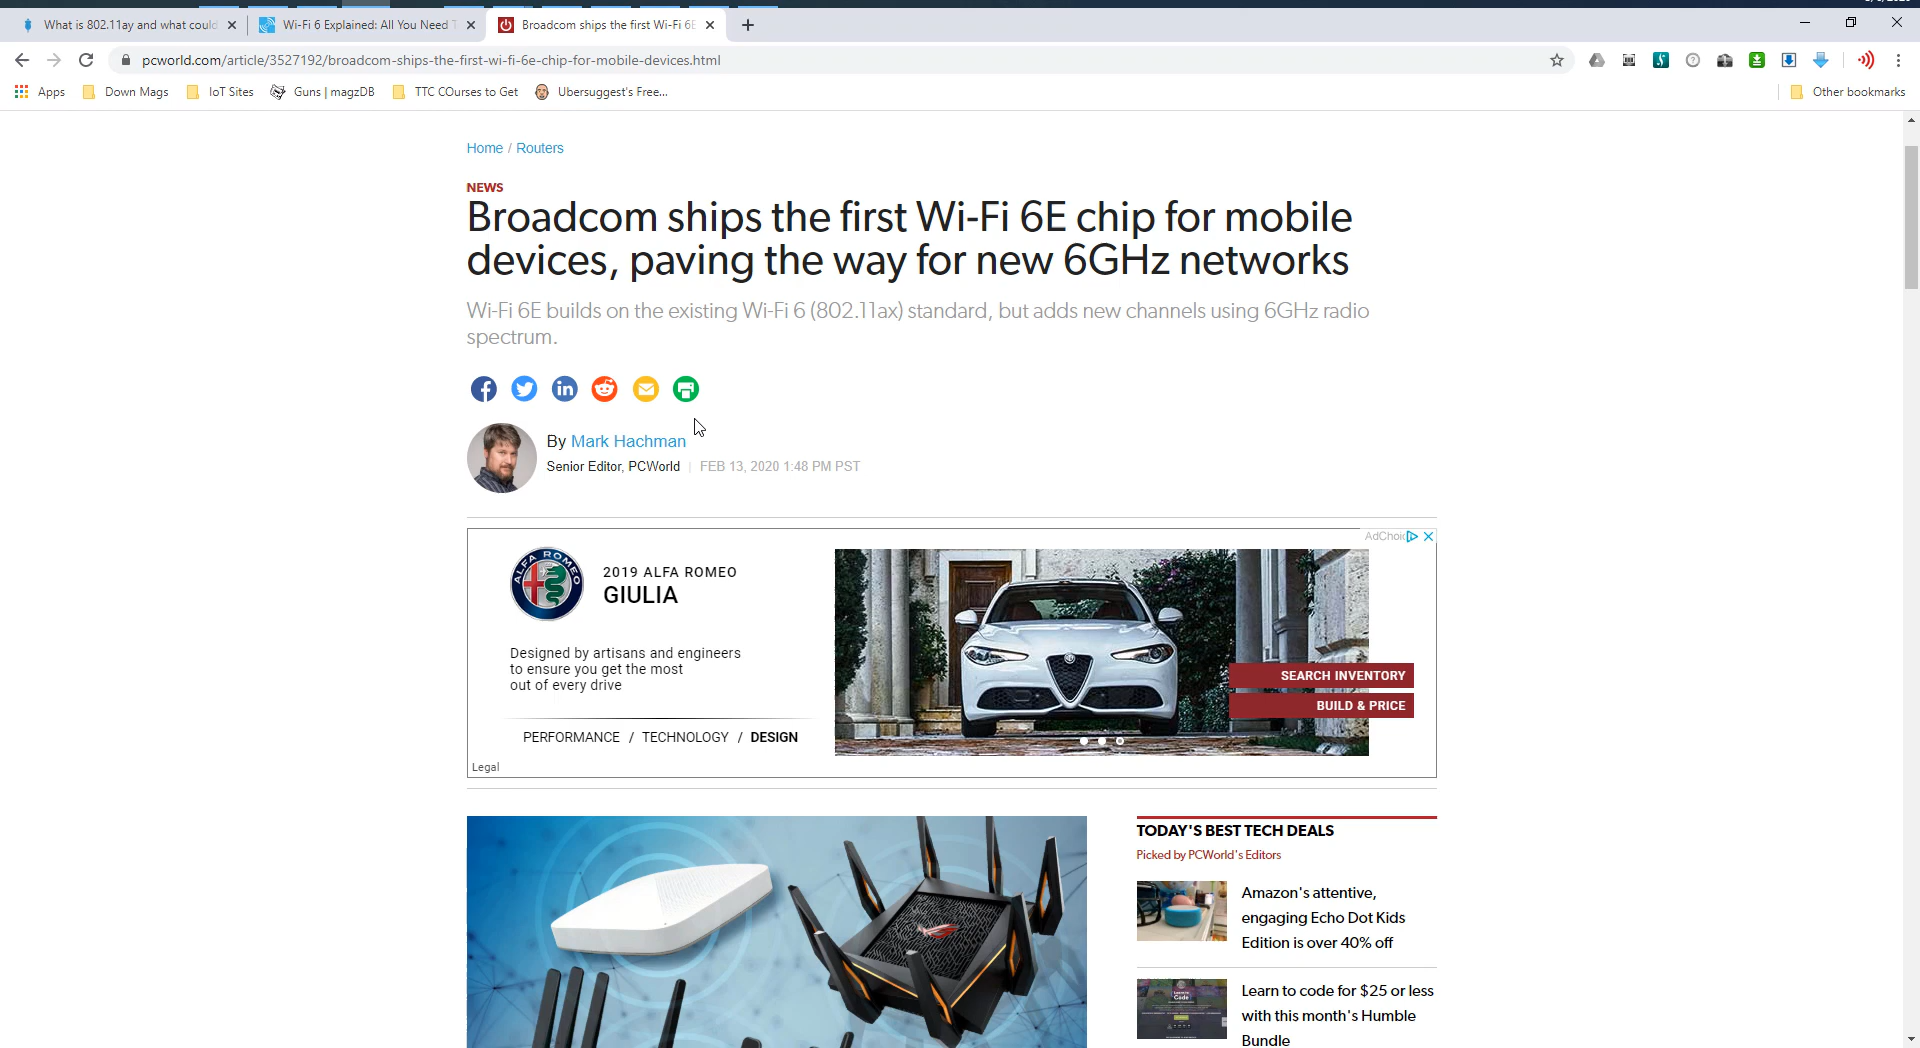 What is 802.11ay and what could
Wi-Fi 6 Explained: All You Need
Broadcom ships the first Wi-Fi 6E
pcworld.com/article/3527192/broadcom-ships-the-first-wi-fi-6e-chip-for-mobile-devices.html
Apps
Down Mags
IoT Sites
Guns | magzDB
TTC COurses to Get
Ubersuggest's Free...
Other bookmarks
Home / Routers
NEWS
Broadcom ships the first Wi-Fi 6E chip for mobile
devices, paving the way for new 6GHz networks
Wi-Fi 6E builds on the existing Wi-Fi 6 (802.11ax) standard, but adds new channels using 6GHz radio
spectrum.
By Mark Hachman
Senior Editor, PCWorld | FEB 13, 2020 1:48 PM PST
AdChoic
ALFA ROMEO
2019 ALFA ROMEO
GIULIA
Designed by artisans and engineers
to ensure you get the most
out of every drive
PERFORMANCE / TECHNOLOGY / DESIGN
SEARCH INVENTORY
BUILD & PRICE
Legal
TODAY'S BEST TECH DEALS
Picked by PCWorld's Editors
Amazon's attentive,
engaging Echo Dot Kids
Edition is over 40% off
Learn to code for $25 or less
with this month's Humble
Bundle